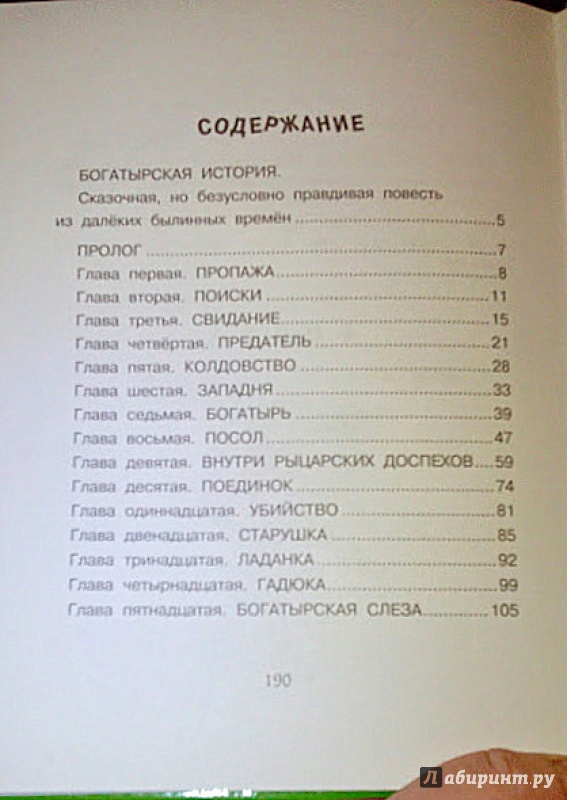 СОДЕРЖАНИЕ
БОГАТЫРСКАЯ ИСТОРИЯ.
Сказочная, но безусловно правдивая повесть
из далёких былинных времён.....5
ПРОЛОГ.....7
Глава первая. ПРОПАЖА.....8
Глава вторая. ПОИСКИ.....11
Глава третья. СВИДАНИЕ.....15
Глава четвёртая. ПРЕДАТЕЛЬ.....21
Глава пятая. КОЛДОВСТВО.....28
Глава шестая. ЗАПАДНЯ.....33
Глава седьмая. БОГАТЫРЬ.....39
Глава восьмая. ПОСОЛ.....47
Глава девятая. ВНУТРИ РЫЦАРСКИХ ДОСПЕХОВ.....59
Глава десятая. ПОЕДИНОК.....74
Глава одиннадцатая. УБИЙСТВО.....81
Глава двенадцатая. СТАРУШКА.....85
Глава тринадцатая. ЛАДАНКА.....92
Глава четырнадцатая. ГАДЮКА.....99
Глава пятнадцатая. БОГАТЫРСКАЯ СЛЕЗА.....105
190
Лабиринт.ру